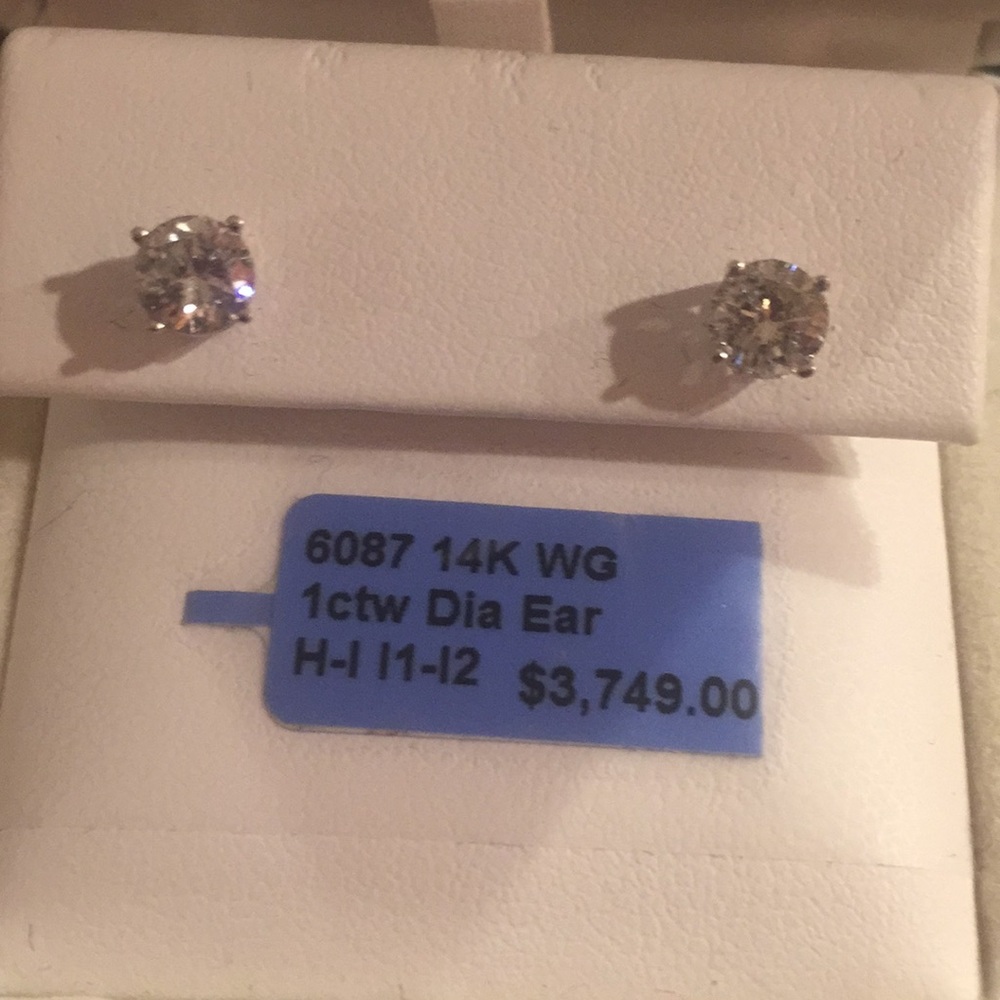 6087 14K WG
1ctw Dia Ear
H-I I1-I2 $3,749.00